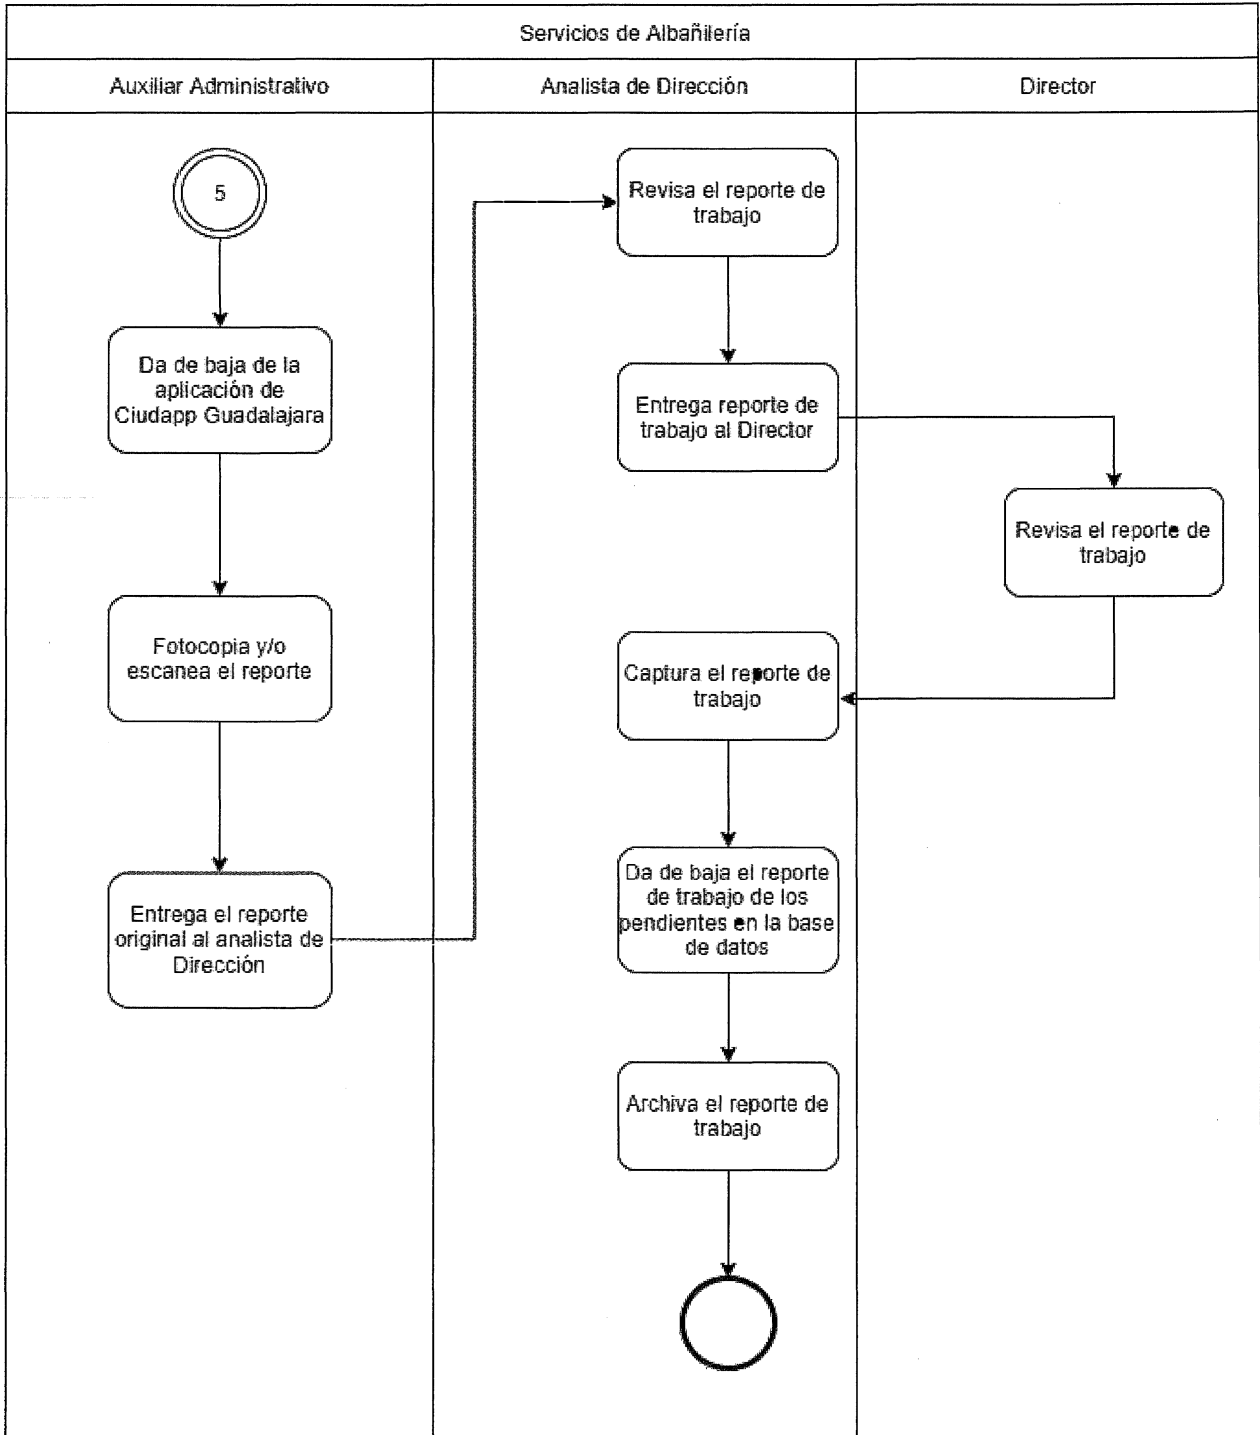 Servicios de Albañilería
Auxiliar Administrativo
Analista de Dirección
Director
5
Da de baja de la
aplicación de
Ciudapp Guadalajara
Fotocopia y/o
escanea el reporte
Entrega el reporte
original al analista de
Dirección
Revisa el reporte de
trabajo
Entrega reporte de
trabajo al Director
Revisa el reporte de
trabajo
Captura el reporte de
trabajo
Da de baja el reporte
de trabajo de los
pendientes en la base
de datos
Archiva el reporte de
trabajo